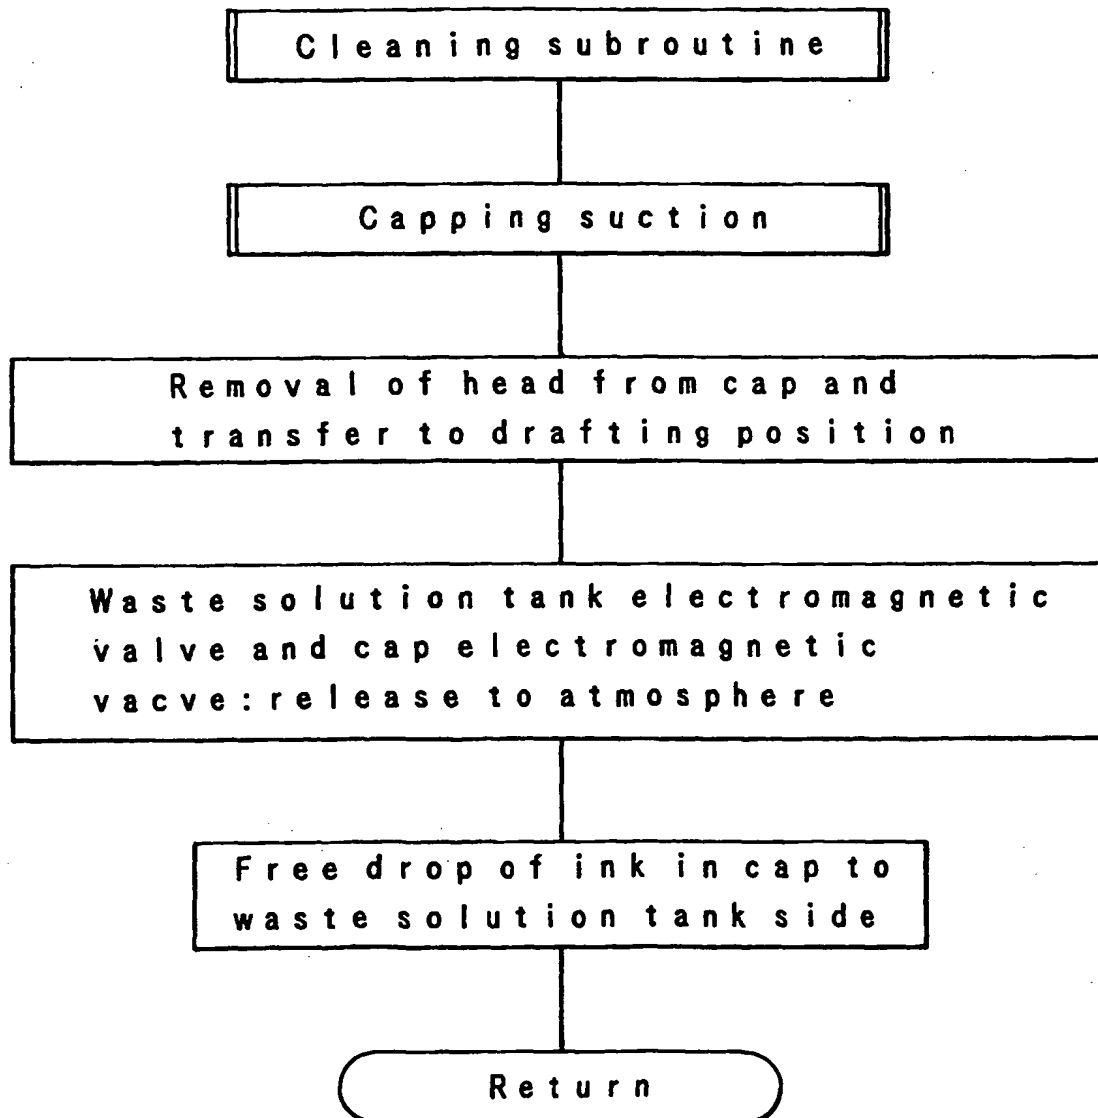 Cleaning subroutine
Capping suction
Removal of head from cap and
transfer to drafting position
Waste solution tank electromagnetic
valve and cap electromagnetic
vacve:release to atmosphere
Free drop of ink in cap to
waste solution tank side
Return